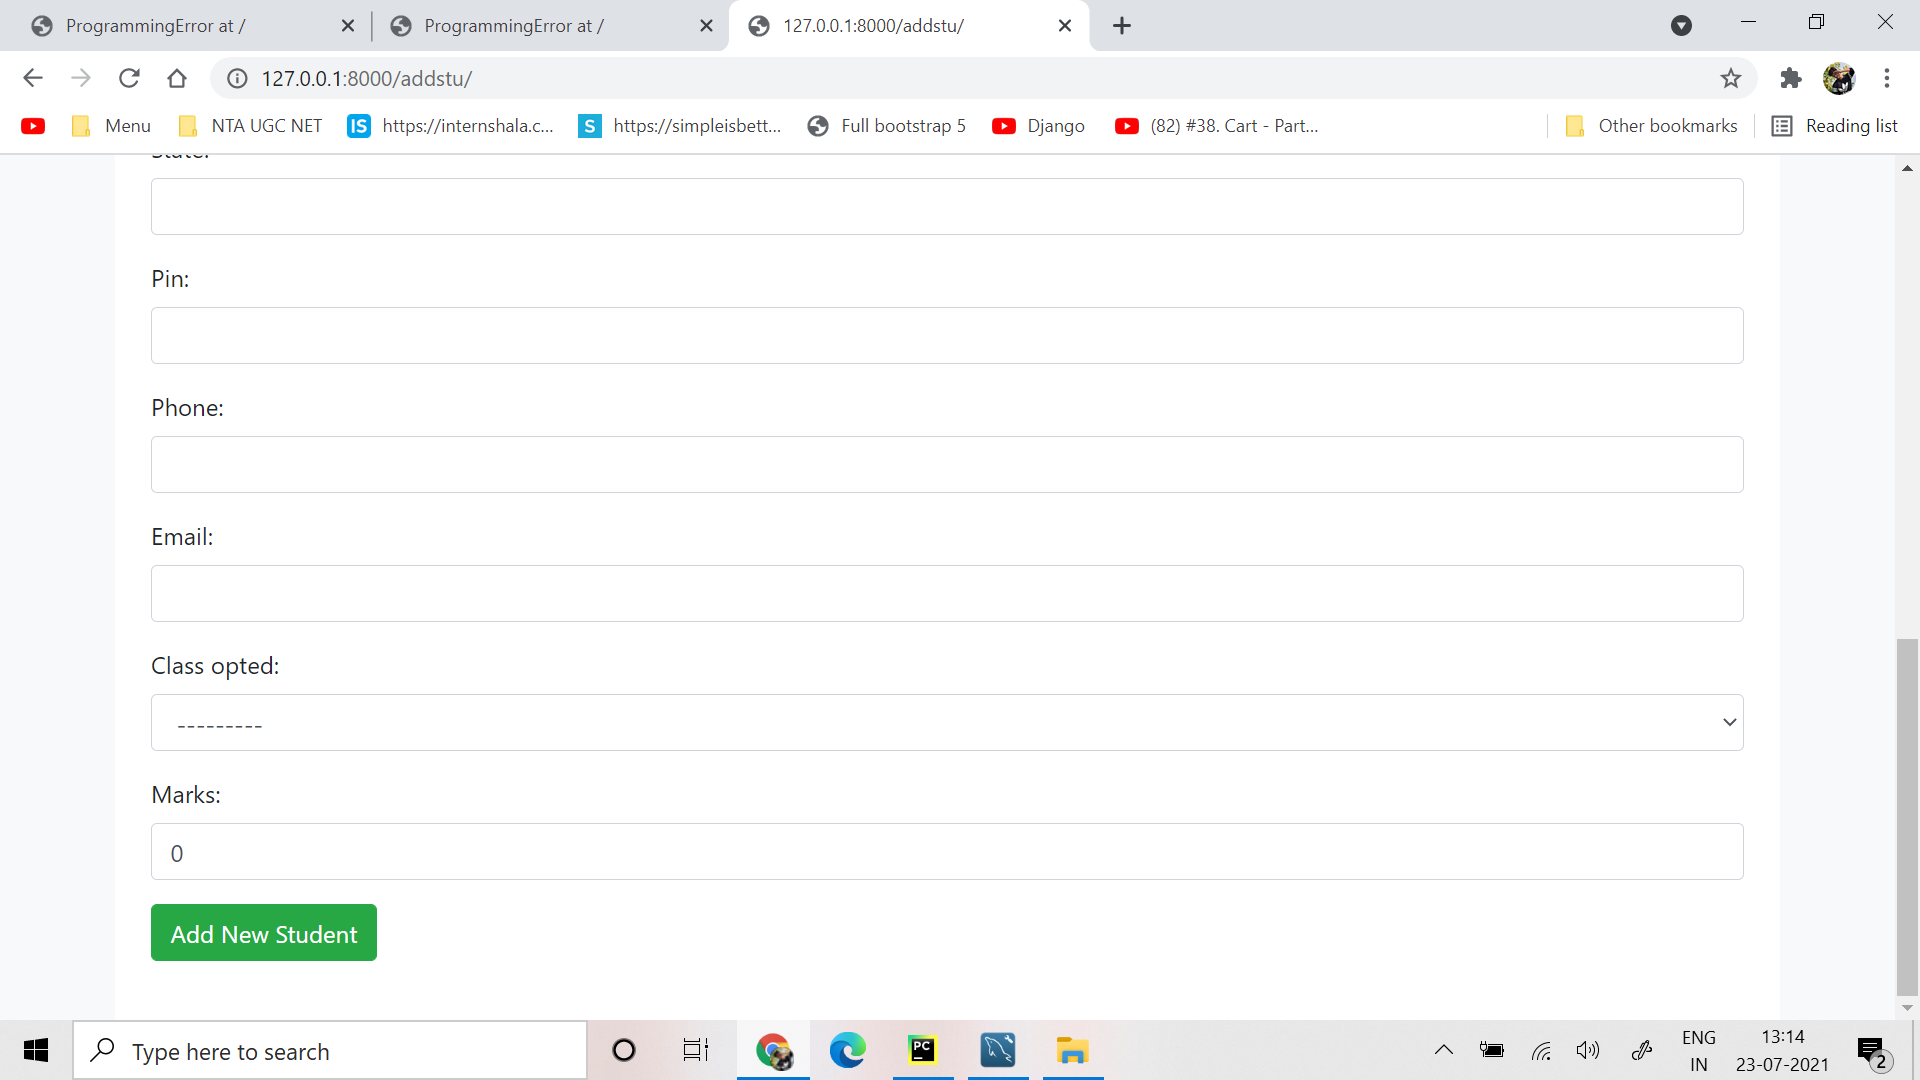 ProgrammingError at /
ProgrammingError at /
127.0.0.1:8000/addstu/
127.0.0.1:8000/addstu/
Menu
NTA UGC NET
IS
https://internshala.c...
S
https://simpleisbett...
Full bootstrap 5
Django
(82) #38. Cart - Part...
Other bookmarks
Reading list
State:
Pin:
Phone:
Email:
Class opted:
---------
Marks:
0
Add New Student
Type here to search
PC
ENG
IN
13:14
23-07-2021
2